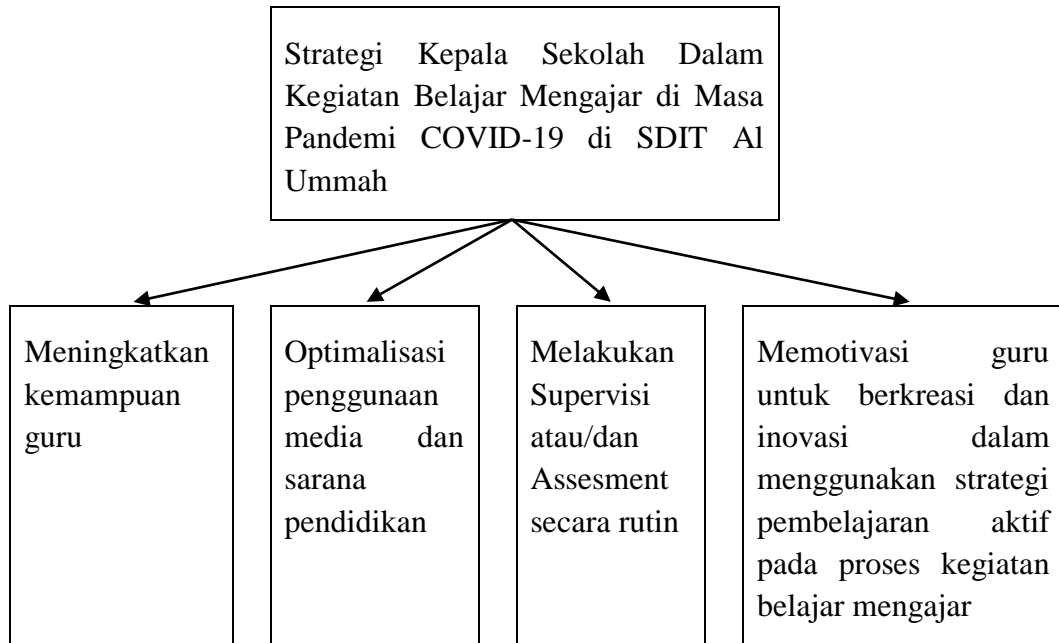 Strategi Kepala Sekolah Dalam
Kegiatan Belajar Mengajar di Masa
Pandemi COVID-19 di SDIT Al
Ummah
Meningkatkan
kemampuan
guru
Optimalisasi
penggunaan
media dan
sarana
pendidikan
Melakukan
Supervisi
atau/dan
Assesment
secara rutin
Memotivasi guru
untuk berkreasi dan
inovasi dalam
menggunakan strategi
pembelajaran aktif
pada proses kegiatan
belajar mengajar